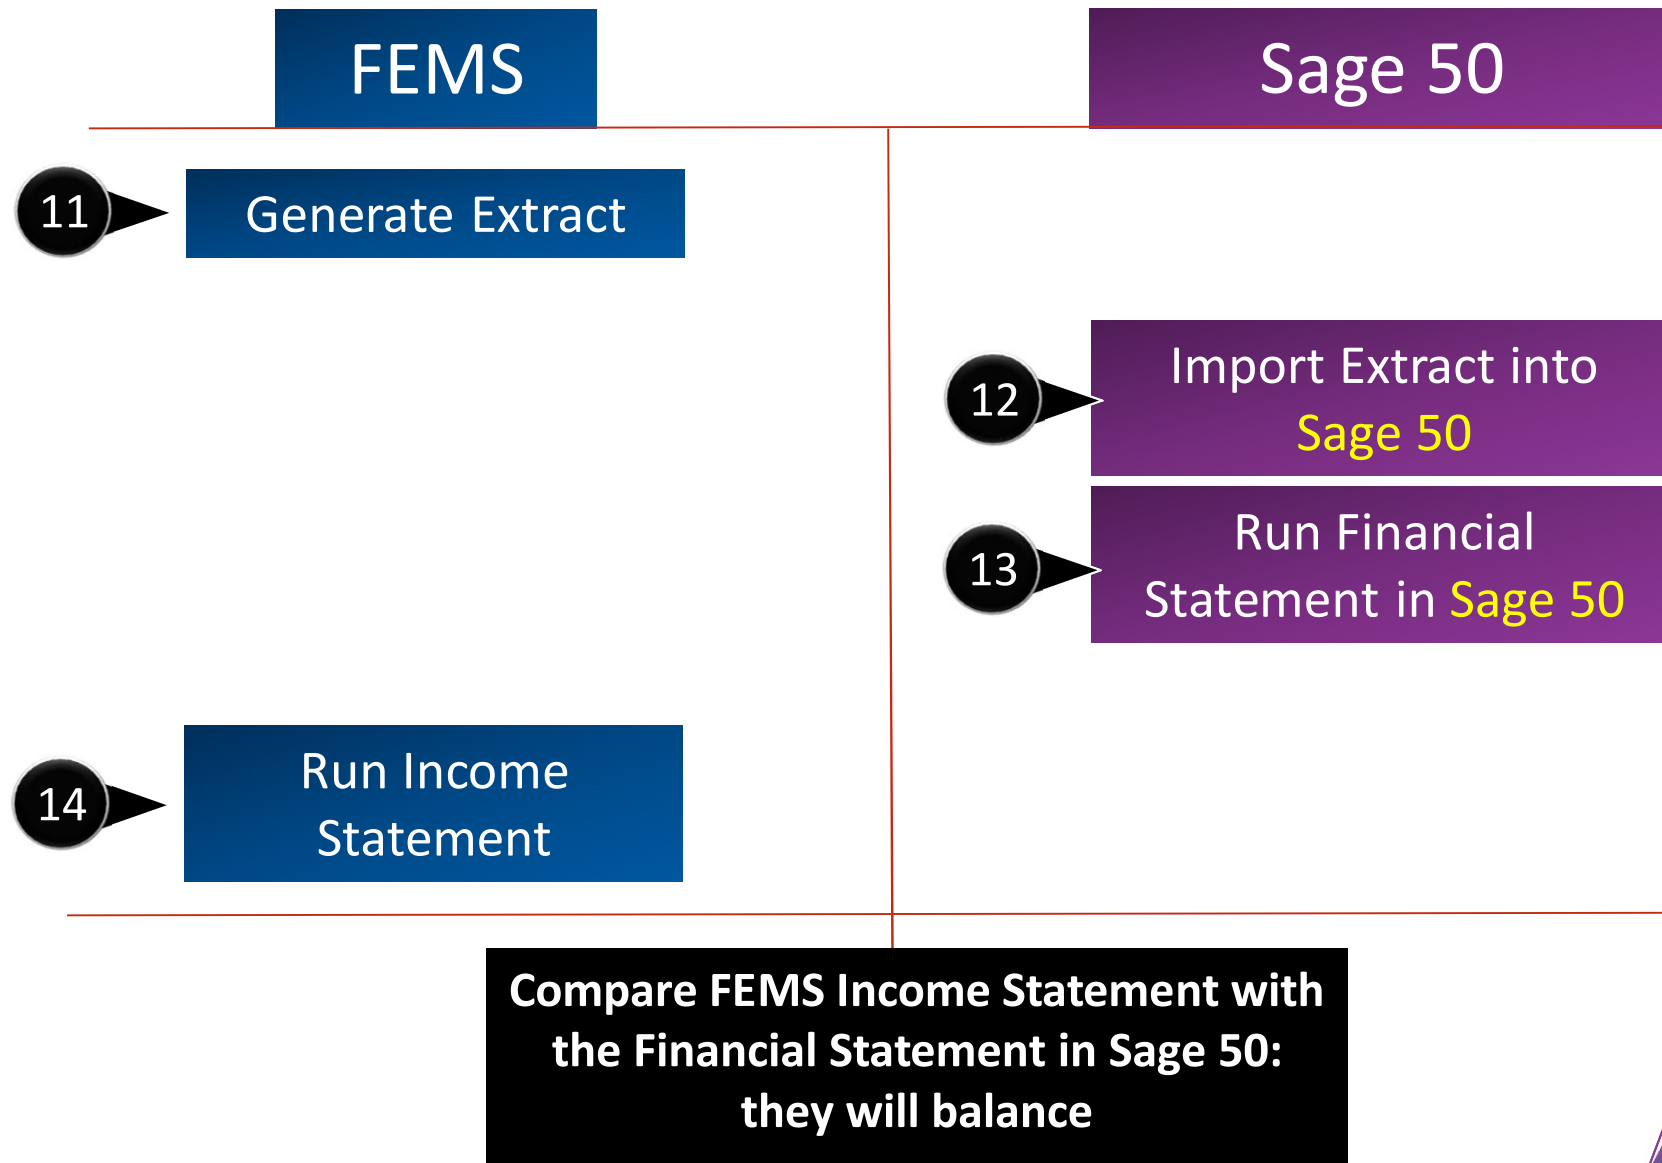 FEMS
Sage 50
11
Generate Extract
12
Import Extract into
Sage 50
13
Run Financial
Statement in Sage 50
14
Run Income
Statement
Compare FEMS Income Statement with
the Financial Statement in Sage 50:
they will balance